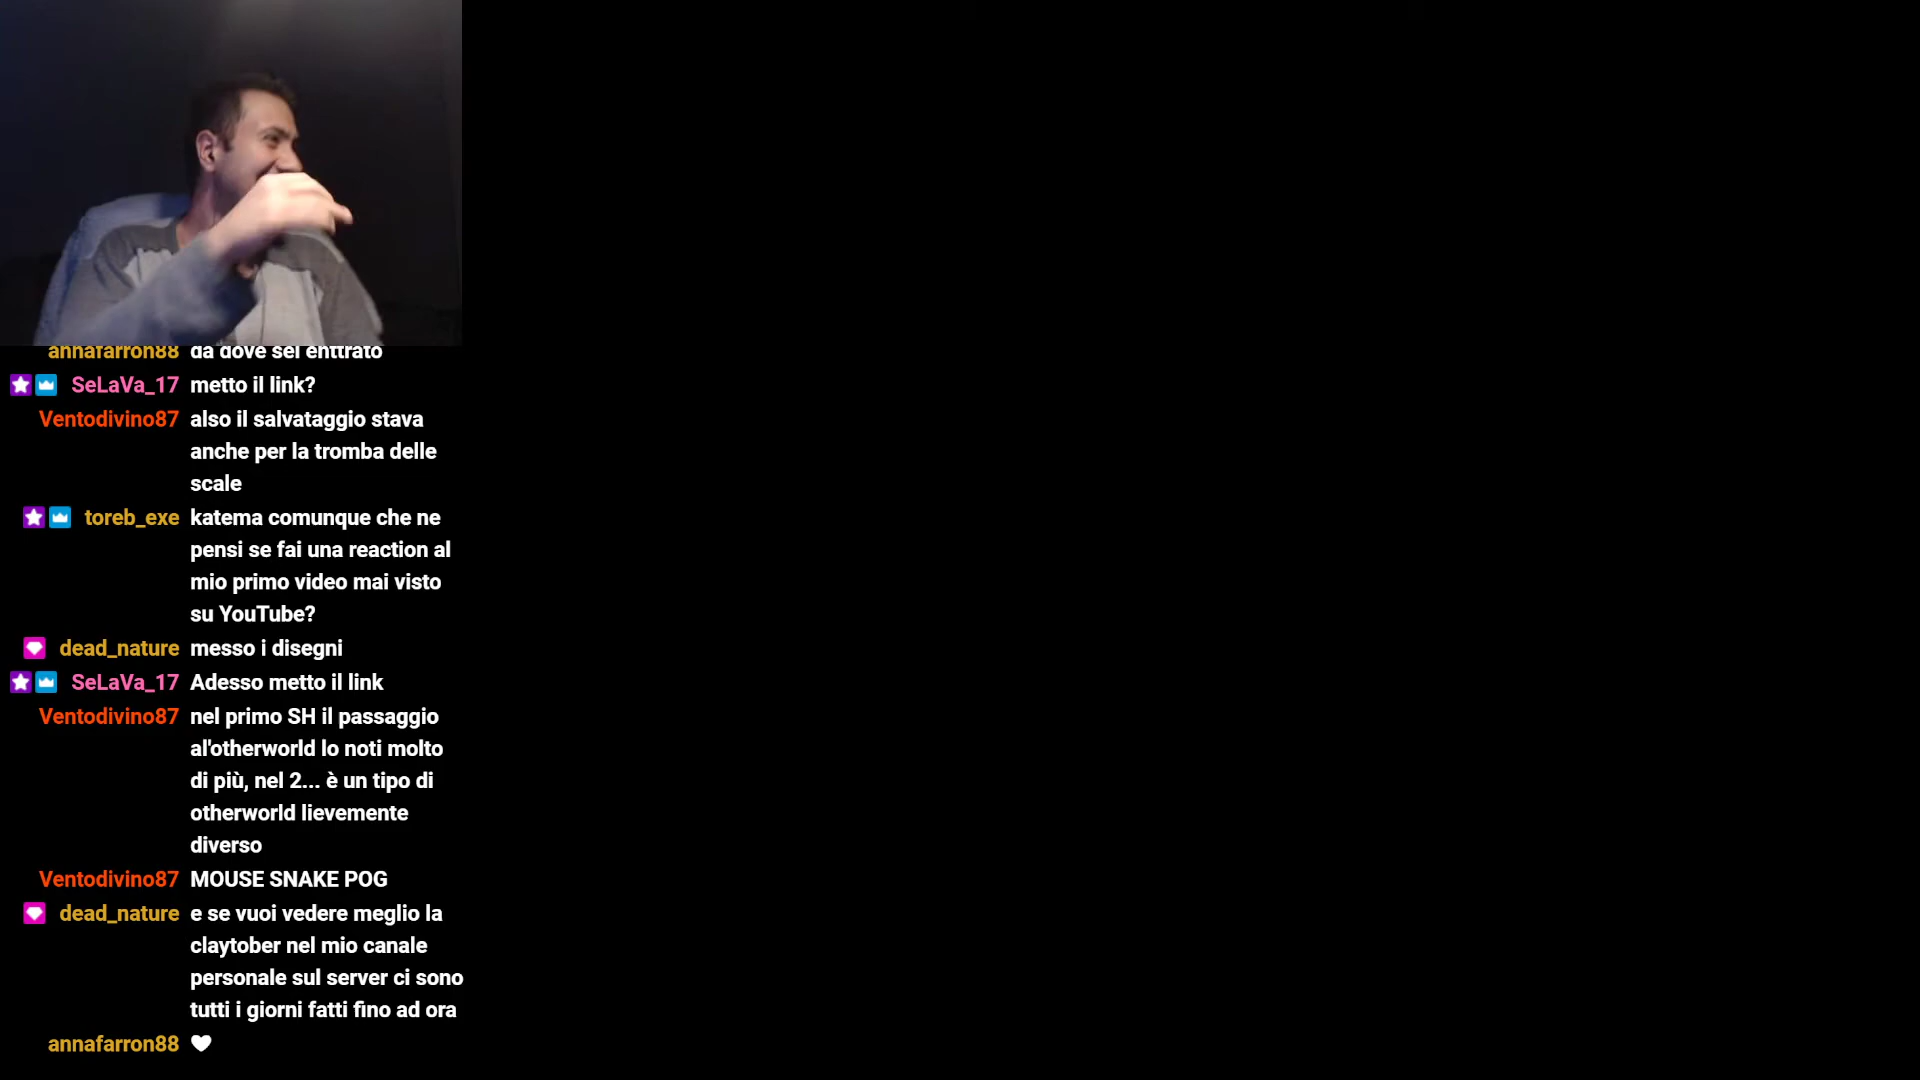 annafarron88 da dove sei enttrato
SeLaVa_17 metto il link?
Ventodivino87 also il salvataggio stava
anche per la tromba delle
scale
toreb_exe katema comunque che ne
pensi se fai una reaction al
mio primo video mai visto
su YouTube?
dead_nature messo i disegni
SeLaVa_17 Adesso metto il link
Ventodivino87 nel primo SH il passaggio
al'otherworld lo noti molto
di più, nel 2... è un tipo di
otherworld lievemente
diverso
Ventodivino87 MOUSE SNAKE POG
dead_nature e se vuoi vedere meglio la
claytober nel mio canale
personale sul server ci sono
tutti i giorni fatti fino ad ora
annafarron88